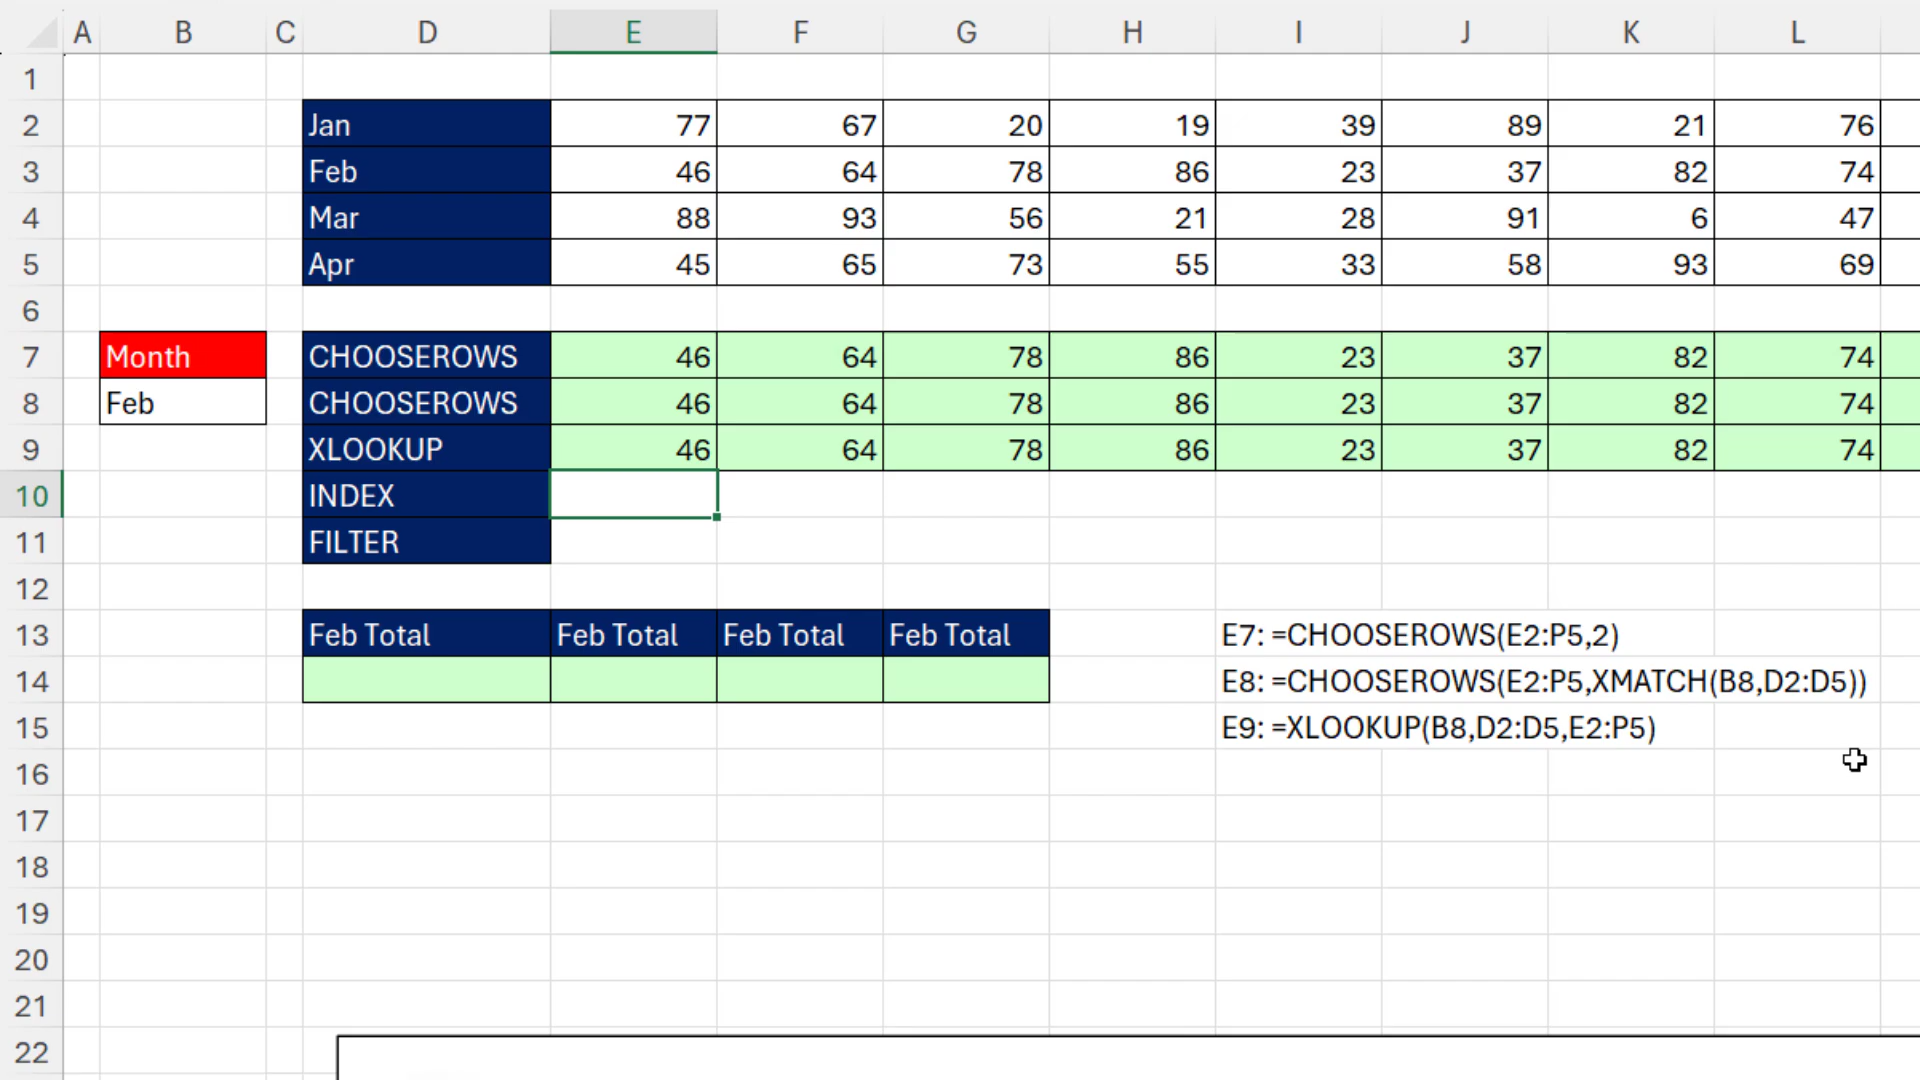 A B C D E F G H I J K L
1
2 Jan 77 67 20 19 39 89 21 76
3 Feb 46 64 78 86 23 37 82 74
4 Mar 88 93 56 21 28 91 6 47
5 Apr 45 65 73 55 33 58 93 69
6
7 Month CHOOSEROWS 46 64 78 86 23 37 82 74
8 Feb CHOOSEROWS 46 64 78 86 23 37 82 74
9 XLOOKUP 46 64 78 86 23 37 82 74
10 INDEX
11 FILTER
12
13 Feb Total Feb Total Feb Total Feb Total E7: =CHOOSEROWS(E2:P5,2)
14 E8: =CHOOSEROWS(E2:P5,XMATCH(B8,D2:D5))
15 E9: =XLOOKUP(B8,D2:D5,E2:P5)
16
17
18
19
20
21
22